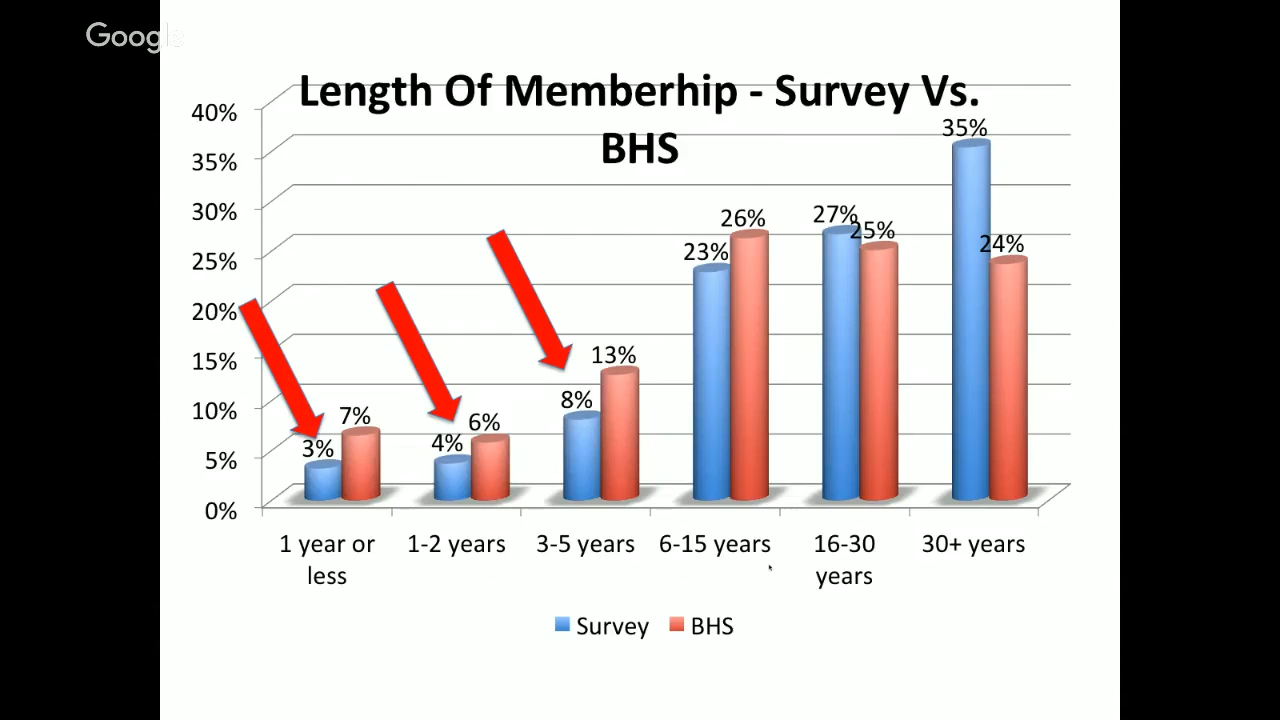 Google
Length Of Memberhip - Survey Vs.
BHS
40%
35%
30%
25%
20%
15%
10%
5%
0%
3%
7%
4%
6%
8%
13%
23%
26%
27%
25%
35%
24%
1 year or
less
1-2 years
3-5 years
6-15 years
16-30
years
30+ years
Survey
BHS